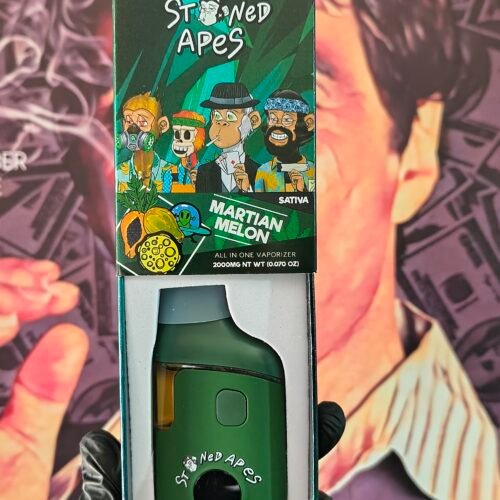 STONED
APES
SATIVA
MARTIAN
MELON
ALL IN ONE VAPORIZER
2000MG NT WT (0.070 OZ)
STONED APES